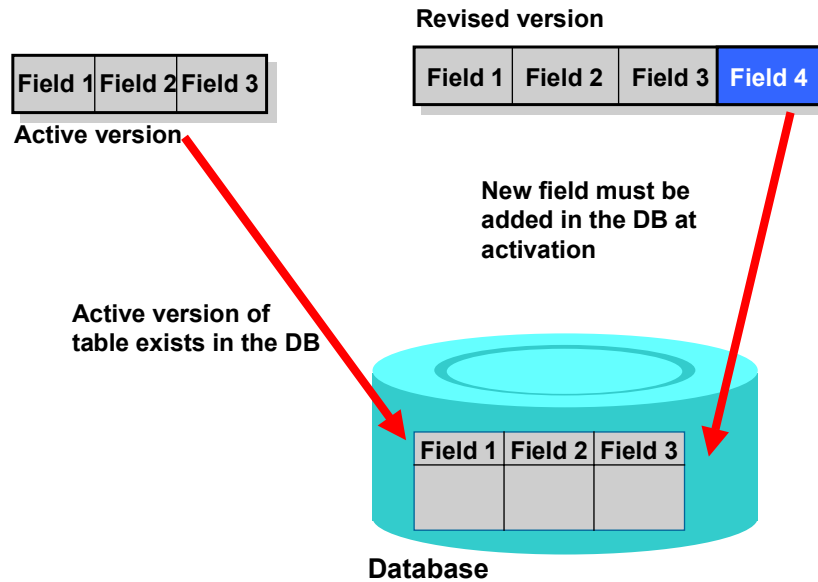 Revised version
Field 1 Field 2 Field 3 Field 4
Field 1 Field 2 Field 3
Active version
New field must be
added in the DB at
activation
Active version of
table exists in the DB
Field 1 Field 2 Field 3
Database